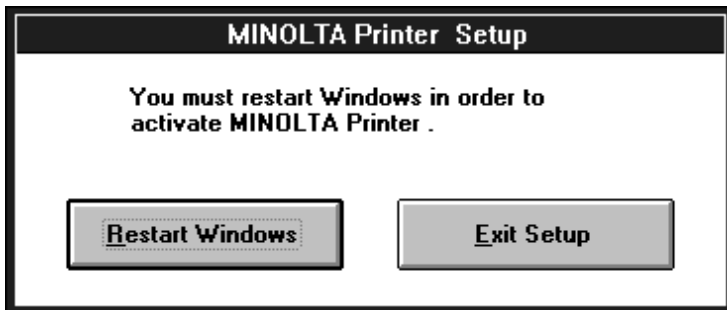 MINOLTA Printer  Setup
You must restart Windows in order to
activate MINOLTA Printer .
Restart Windows
Exit Setup